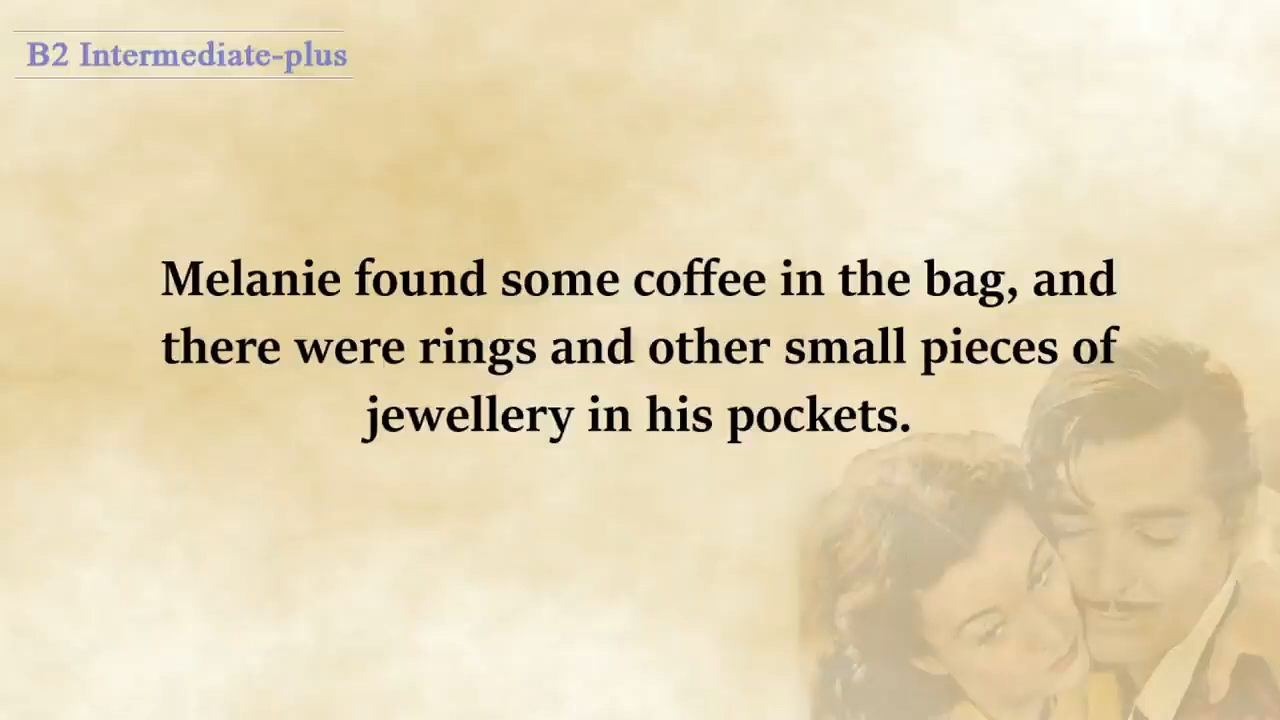 B2 Intermediate-plus
Melanie found some coffee in the bag, and
there were rings and other small pieces of
jewellery in his pockets.